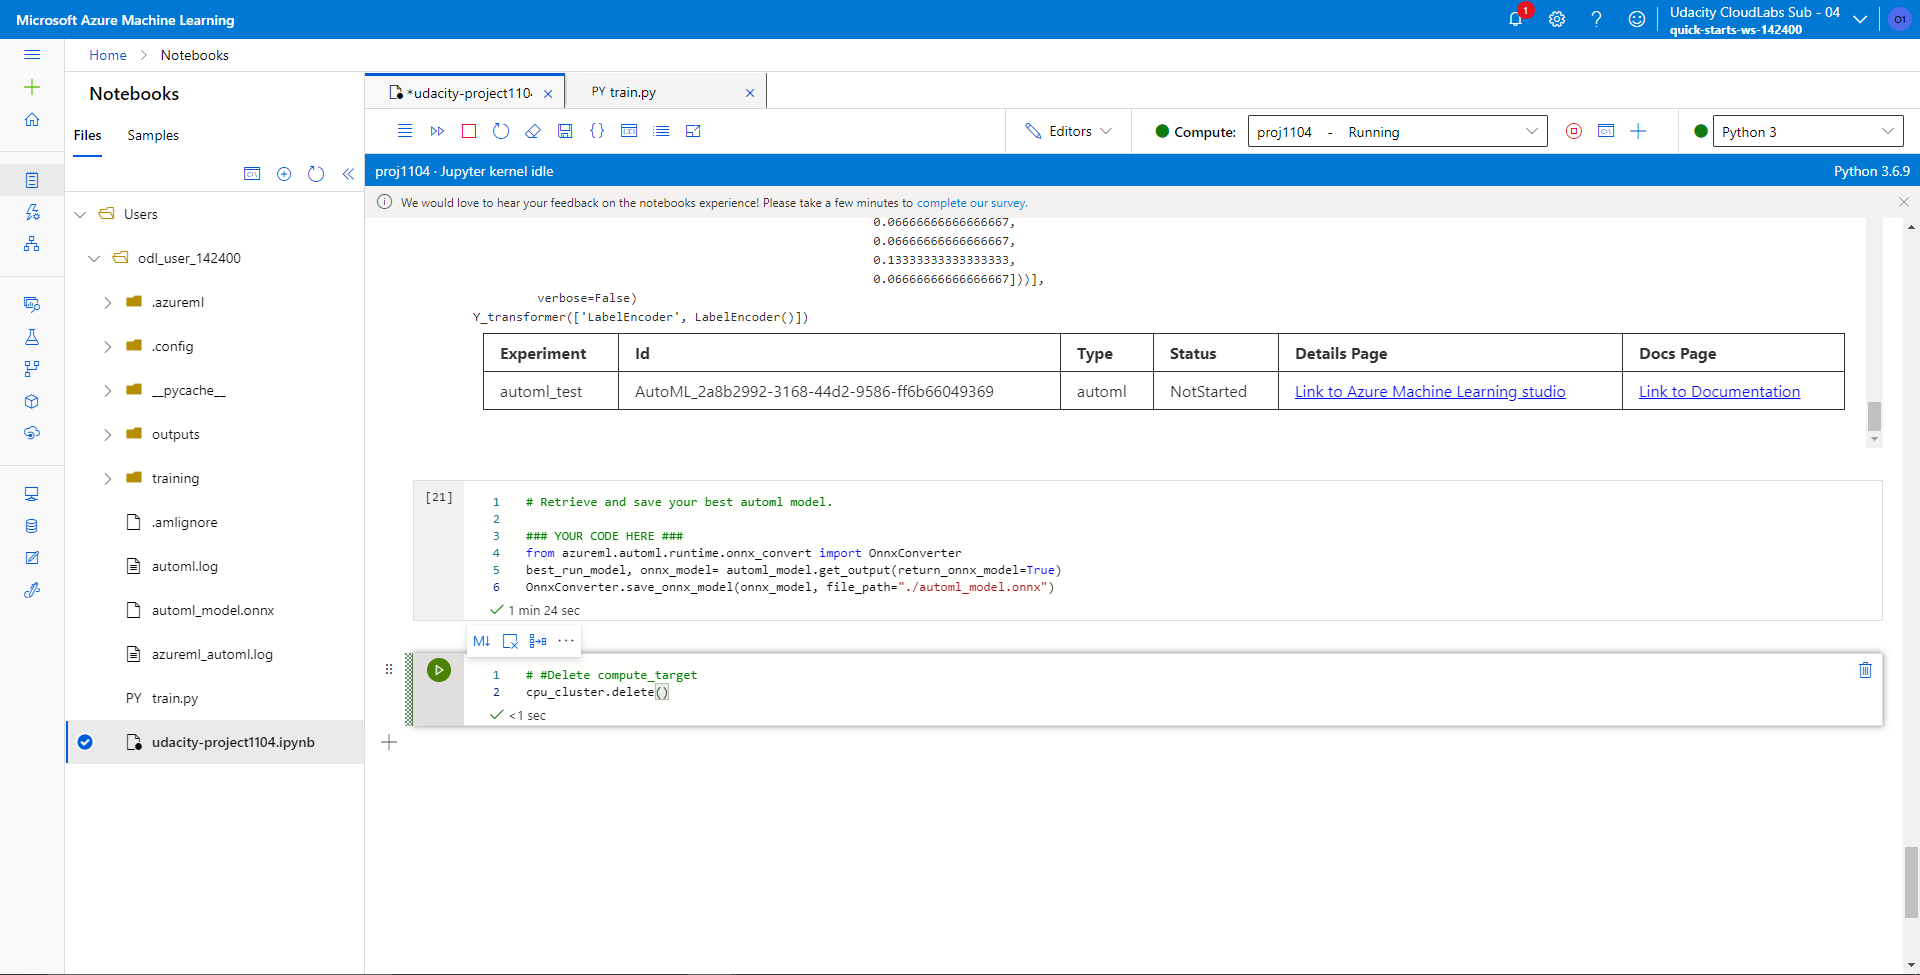 Microsoft Azure Machine Learning
1
Udacity CloudLabs Sub - 04
quick-starts-ws-142400
O1
Home > Notebooks
Notebooks
Files Samples
Users
odl_user_142400
.azureml
.config
__pycache__
outputs
training
.amlignore
automl.log
automl_model.onnx
azureml_automl.log
PY train.py
udacity-project1104.ipynb
*udacity-project110
PY train.py
Editors
Compute: proj1104 - Running
Python 3
proj1104 · Jupyter kernel idle
Python 3.6.9
We would love to hear your feedback on the notebooks experience! Please take a few minutes to complete our survey.
0.06666666666666667,
0.06666666666666667,
0.13333333333333333,
0.06666666666666667]))],
verbose=False)
Y_transformer(['LabelEncoder', LabelEncoder()])
Experiment Id Type Status Details Page Docs Page
automl_test AutoML_2a8b2992-3168-44d2-9586-ff6b66049369 automl NotStarted Link to Azure Machine Learning studio Link to Documentation
[21]
1 # Retrieve and save your best automl model.
2
3 ### YOUR CODE HERE ###
4 from azureml.automl.runtime.onnx_convert import OnnxConverter
5 best_run_model, onnx_model= automl_model.get_output(return_onnx_model=True)
6 OnnxConverter.save_onnx_model(onnx_model, file_path="./automl_model.onnx")
1 min 24 sec
M↓
1 # #Delete compute_target
2 cpu_cluster.delete()
<1 sec